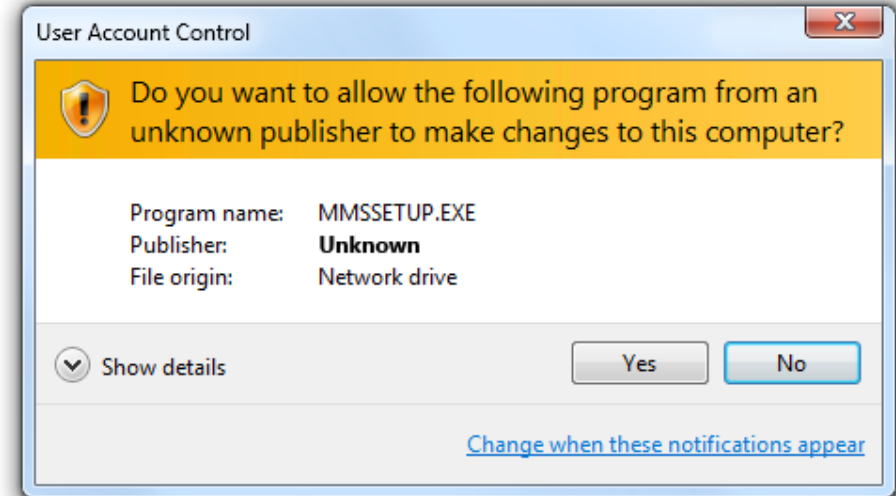 User Account Control
Do you want to allow the following program from an
unknown publisher to make changes to this computer?
Program name: MMSSETUP.EXE
Publisher: Unknown
File origin: Network drive
Show details
Yes
No
Change when these notifications appear